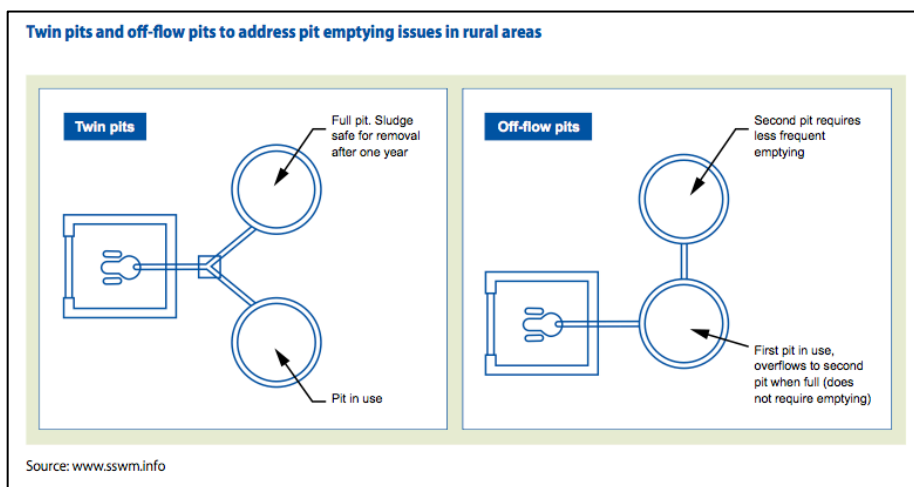 Twin pits and off-flow pits to address pit emptying issues in rural areas
Twin pits
Full pit. Sludge
safe for removal
after one year
Pit in use
Off-flow pits
Second pit requires
less frequent
emptying
First pit in use,
overflows to second
pit when full (does
not require emptying)
Source: www.sswm.info